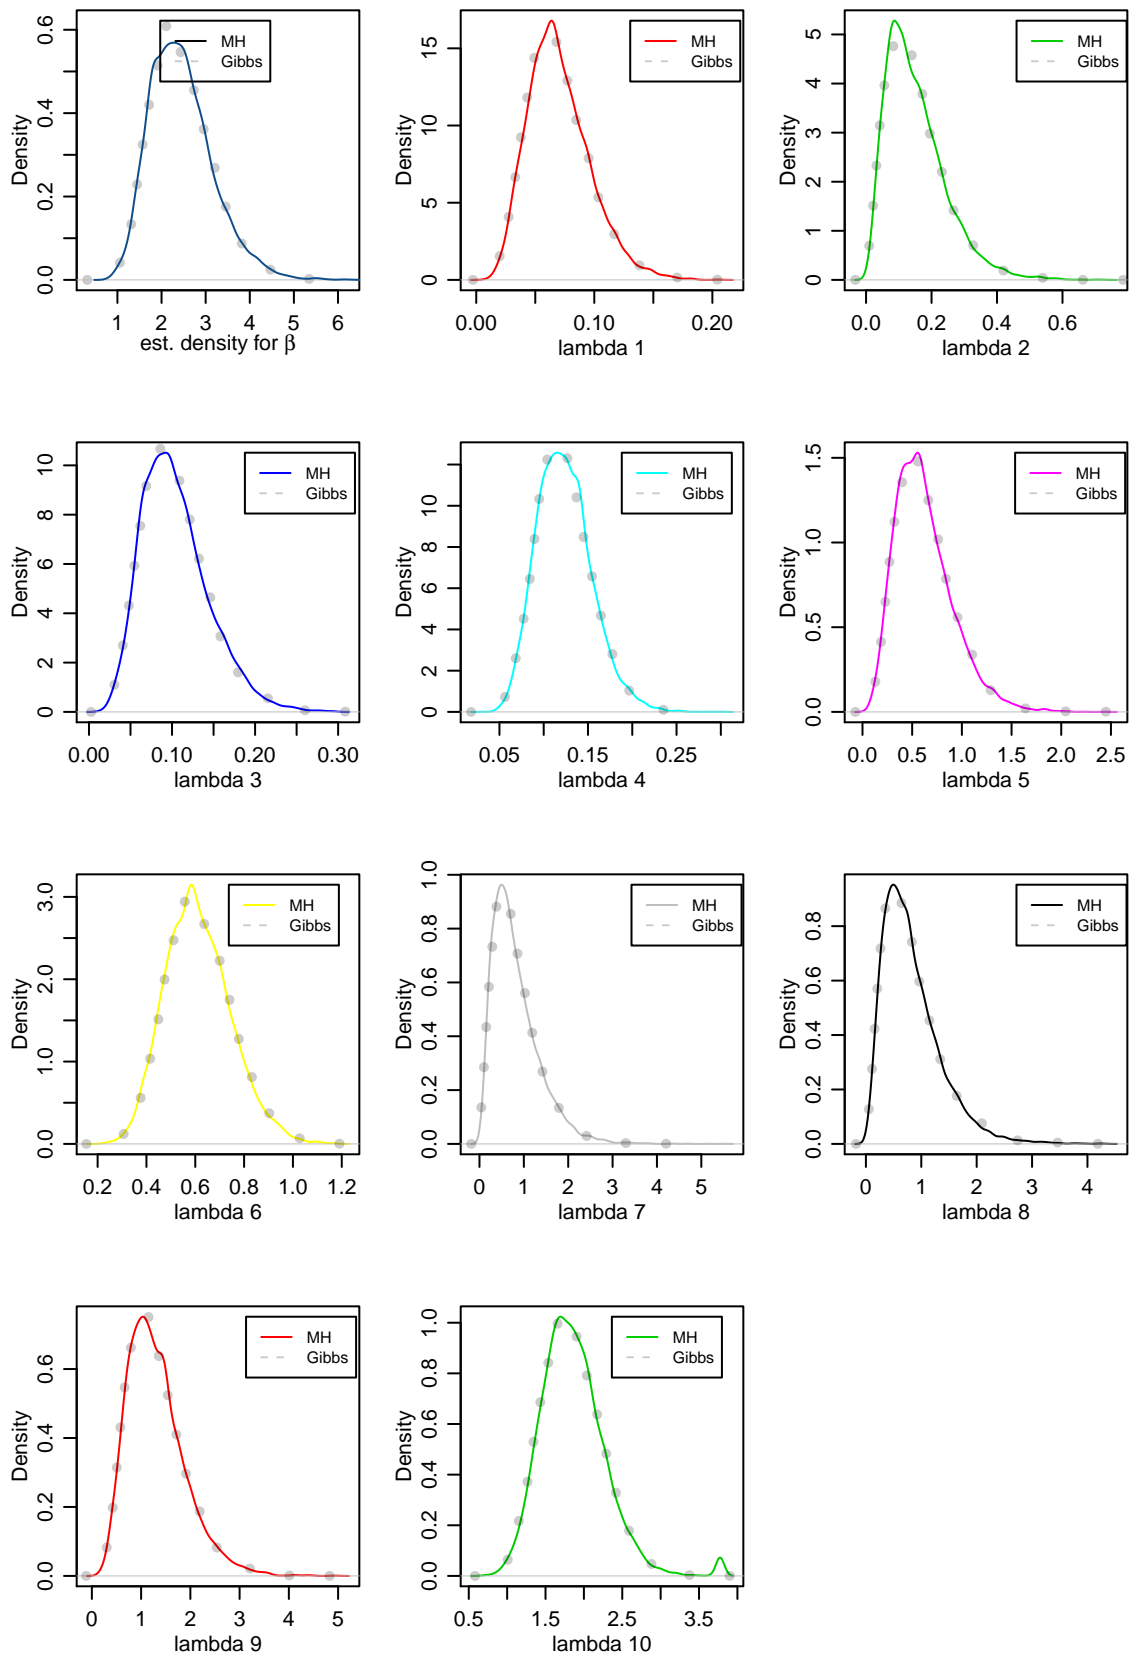 Density
0.0 0.2 0.4 0.6
MH
Gibbs
1 2 3 4 5 6
est. density for β
Density
0 5 10 15
MH
Gibbs
0.00 0.10 0.20
lambda 1
Density
0 1 2 3 4 5
MH
Gibbs
0.0 0.2 0.4 0.6
lambda 2
Density
0 2 4 6 8 10
MH
Gibbs
0.00 0.10 0.20 0.30
lambda 3
Density
0 2 4 6 8 10
MH
Gibbs
0.05 0.15 0.25
lambda 4
Density
0.0 0.5 1.0 1.5
MH
Gibbs
0.0 0.5 1.0 1.5 2.0 2.5
lambda 5
Density
0.0 1.0 2.0 3.0
MH
Gibbs
0.2 0.4 0.6 0.8 1.0 1.2
lambda 6
Density
0.0 0.2 0.4 0.6 0.8 1.0
MH
Gibbs
0 1 2 3 4 5
lambda 7
Density
0.0 0.2 0.4 0.6 0.8
MH
Gibbs
0 1 2 3 4
lambda 8
Density
0.0 0.2 0.4 0.6
MH
Gibbs
0 1 2 3 4 5
lambda 9
Density
0.0 0.2 0.4 0.6 0.8 1.0
MH
Gibbs
0.5 1.5 2.5 3.5
lambda 10